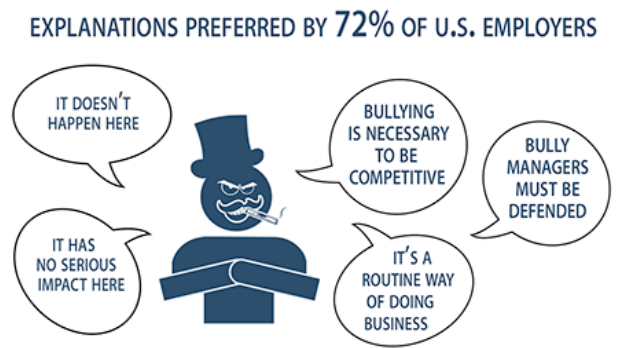 EXPLANATIONS PREFERRED BY 72% OF U.S. EMPLOYERS
IT DOESN'T
HAPPEN HERE
BULLYING
IS NECESSARY
TO BE
COMPETITIVE
BULLY
MANAGERS
MUST BE
DEFENDED
IT HAS
NO SERIOUS
IMPACT HERE
IT'S A
ROUTINE WAY
OF DOING
BUSINESS